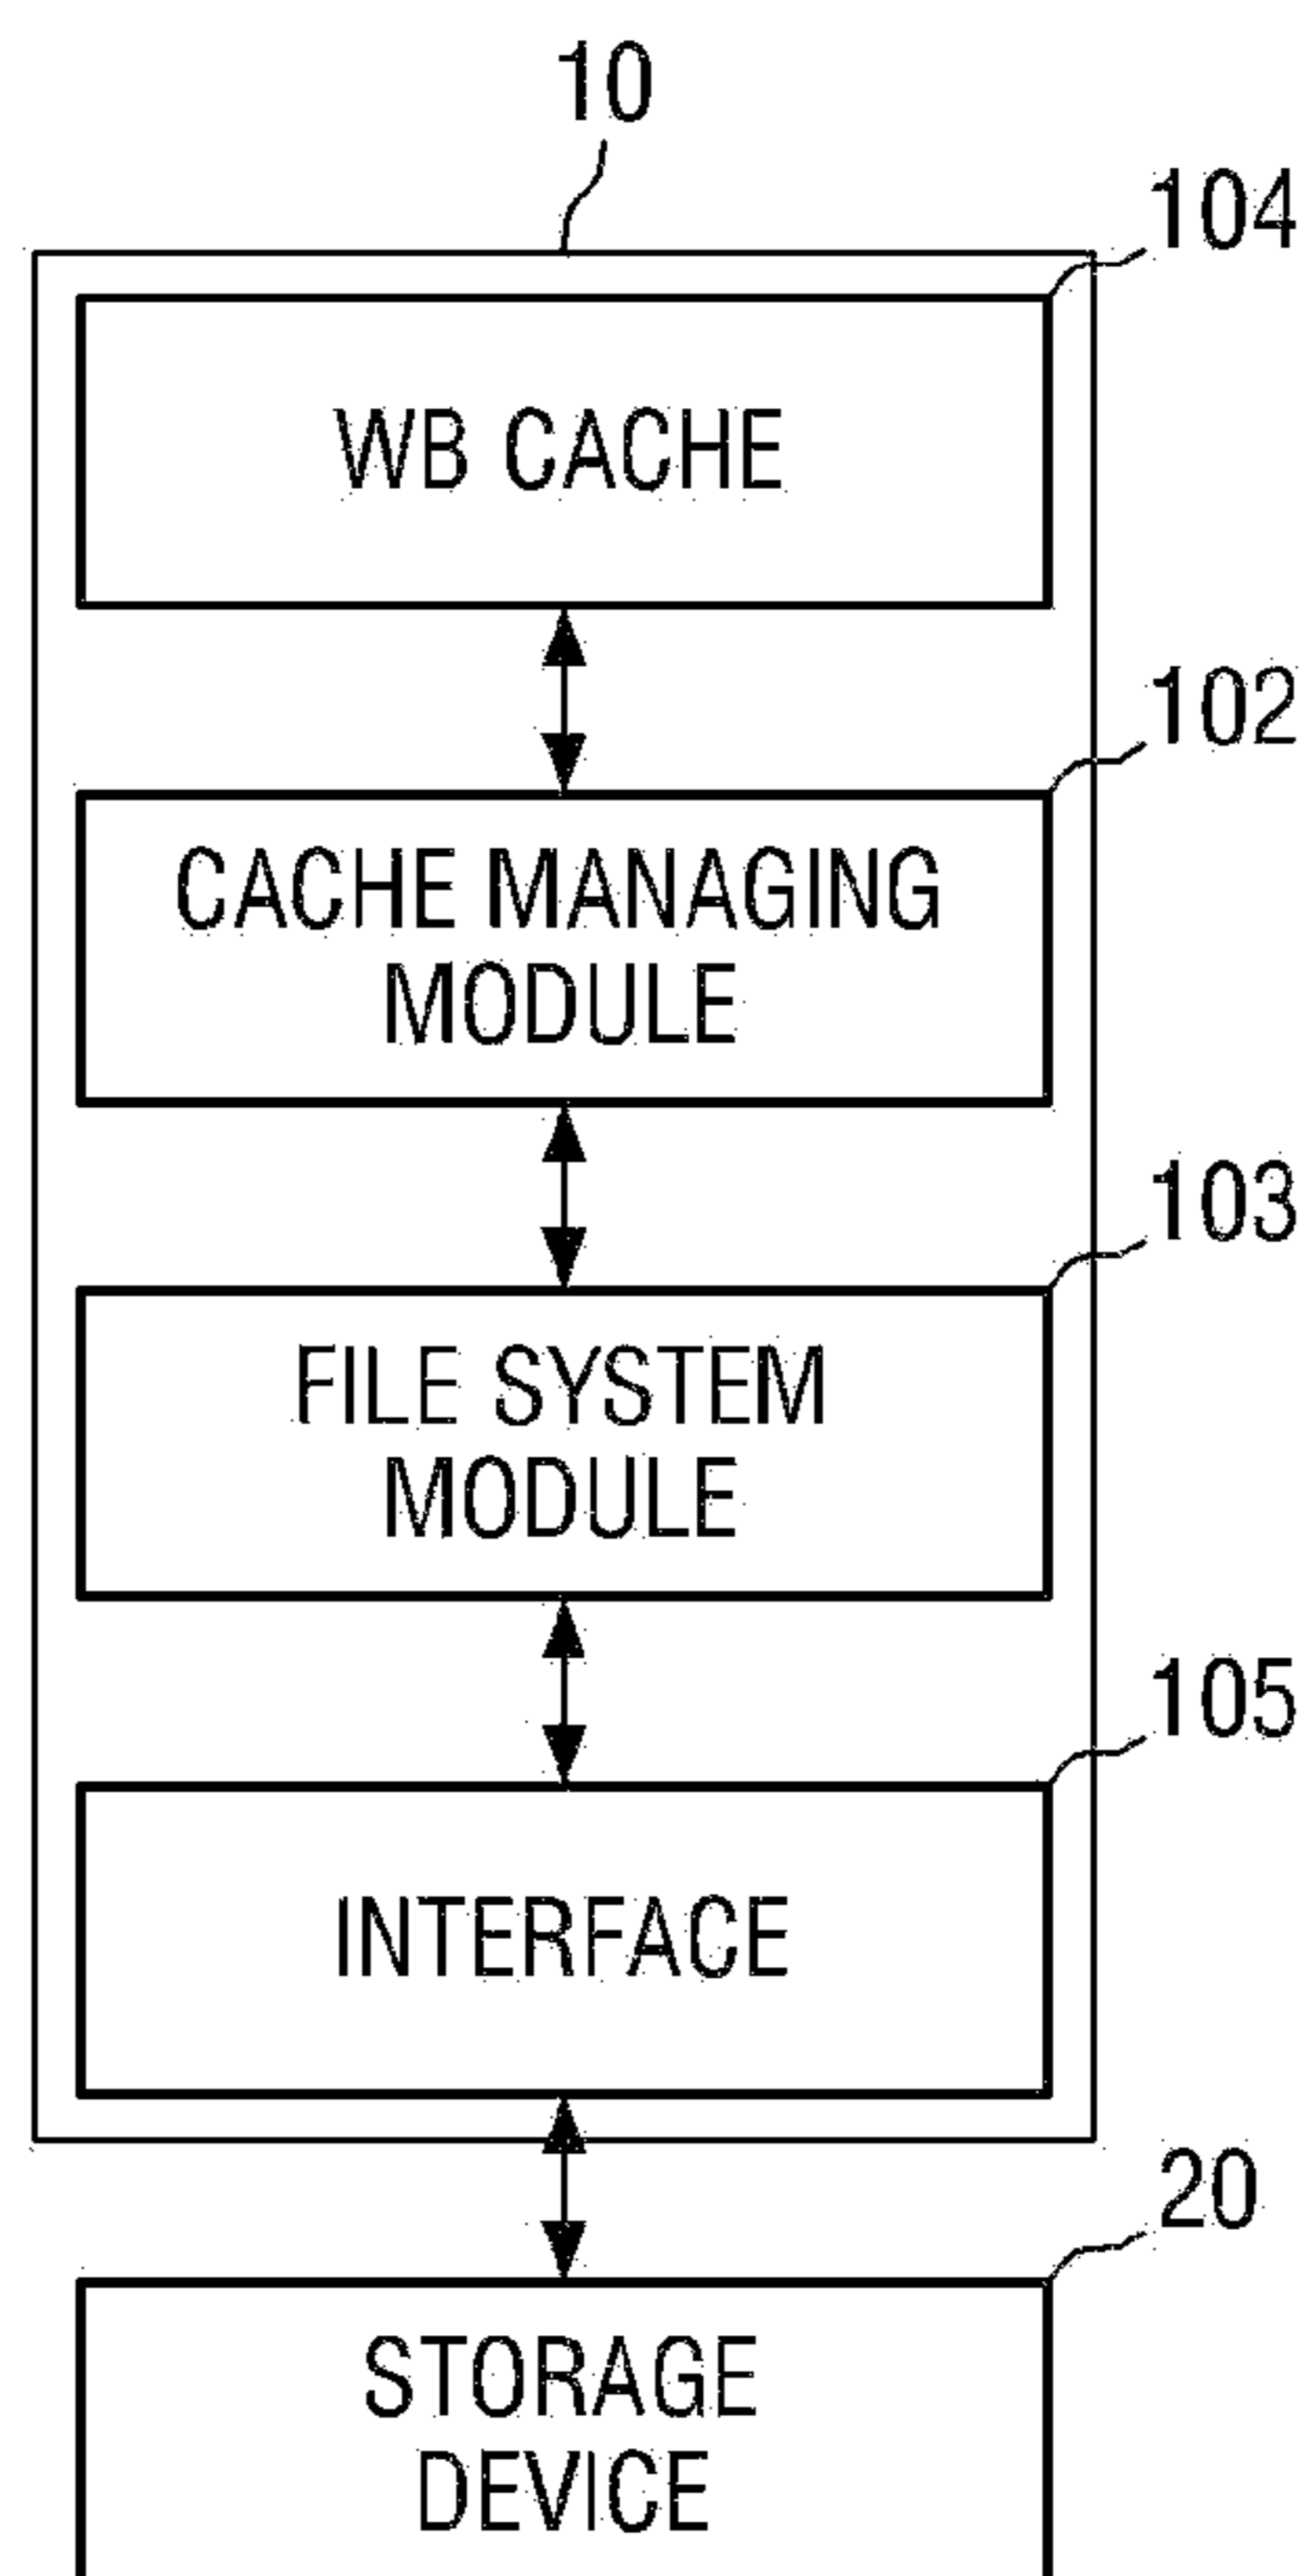 10
104
WB CACHE
102
CACHE MANAGING
MODULE
103
FILE SYSTEM
MODULE
105
INTERFACE
20
STORAGE
DEVICE